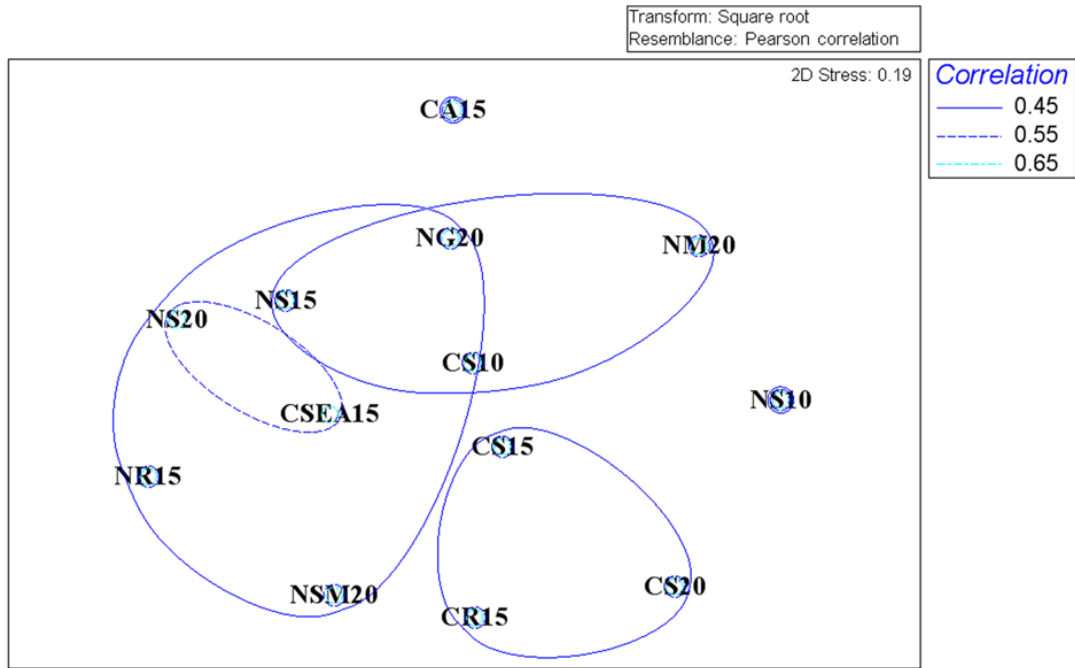 Transform: Square root
Resemblance: Pearson correlation
2D Stress: 0.19
Correlation
0.45
0.55
0.65
CA15
NG20
NM20
NS15
NS20
CS10
NS10
CSEA15
CS15
NR15
CS20
NSM20
CR15